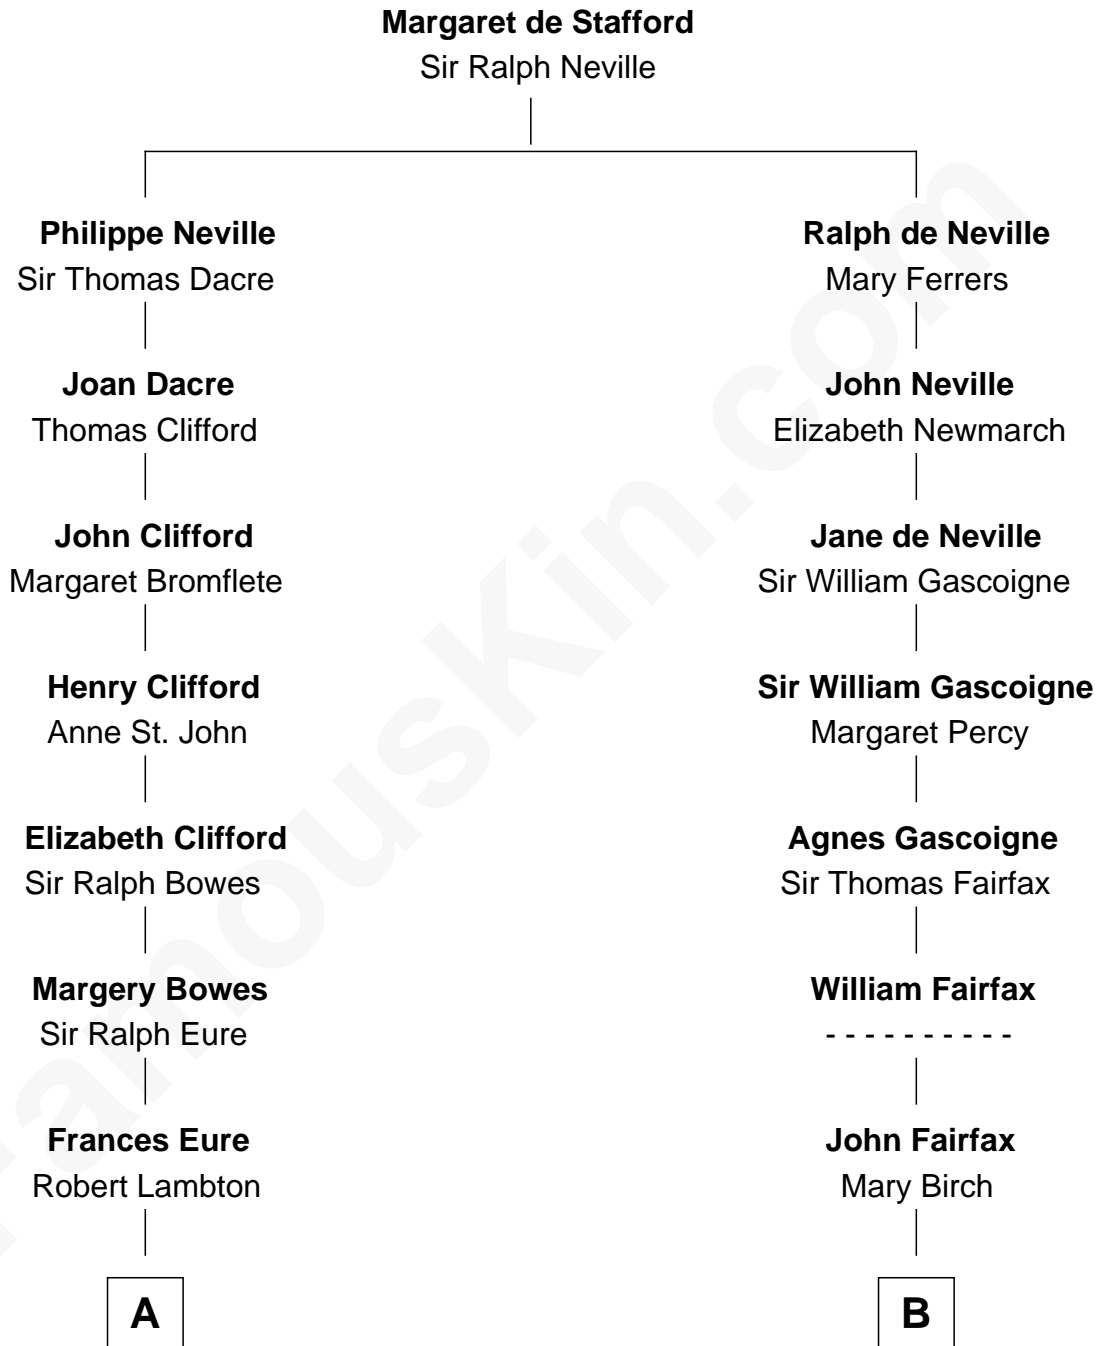 Margaret de Stafford
Sir Ralph Neville
Philippe Neville
Sir Thomas Dacre
Ralph de Neville
Mary Ferrers
Joan Dacre
Thomas Clifford
John Neville
Elizabeth Newmarch
John Clifford
Margaret Bromflete
Jane de Neville
Sir William Gascoigne
Henry Clifford
Anne St. John
Sir William Gascoigne
Margaret Percy
Elizabeth Clifford
Sir Ralph Bowes
Agnes Gascoigne
Sir Thomas Fairfax
Margery Bowes
Sir Ralph Eure
William Fairfax
- - - - - - - - - -
Frances Eure
Robert Lambton
John Fairfax
Mary Birch
A
B
FamousKin.com